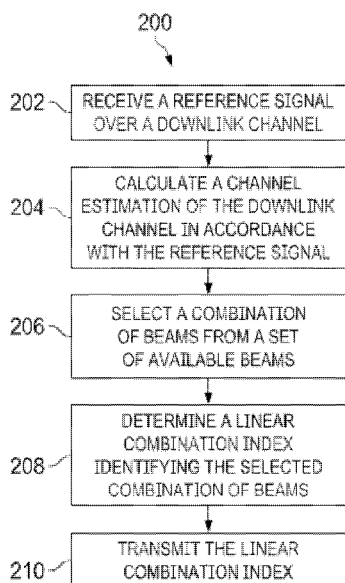 200
202
RECEIVE A REFERENCE SIGNAL
OVER A DOWNLINK CHANNEL
204
CALCULATE A CHANNEL
ESTIMATION OF THE DOWNLINK
CHANNEL IN ACCORDANCE
WITH THE REFERENCE SIGNAL
206
SELECT A COMBINATION
OF BEAMS FROM A SET
OF AVAILABLE BEAMS
208
DETERMINE A LINEAR
COMBINATION INDEX
IDENTIFYING THE SELECTED
COMBINATION OF BEAMS
210
TRANSMIT THE LINEAR
COMBINATION INDEX